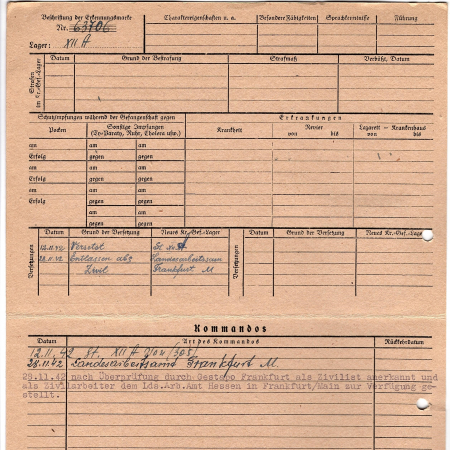 Beschriftung der Erkennungsmarke
Nr. 63706
Lager: XII A
Charaktereigenschaften u. a.
Besondere Fähigkeiten
Sprachkenntnisse
Führung
Strafen im Kr.-Gef.-Lager
Datum
Grund der Bestrafung
Strafmaß
Verbüßt, Datum
Schutzimpfungen während der Gefangenschaft gegen
Erkrankungen
Pocken
Sonstige Impfungen
(Ty-Paraty, Ruhr, Cholera usw.)
Krankheit
Revier
von bis
Lazarett – Krankenhaus
von bis
am am am
Erfolg gegen gegen
am am am
Erfolg gegen gegen
am am am
Erfolg gegen gegen
am am
gegen gegen
Versetzungen
Datum Grund der Versetzung Neues Kr.-Gef.-Lager
Datum Grund der Versetzung Neues Kr.-Gef.-Lager
12.11.42 Versetzt St. XII A
28.11.42 Entlassen als Landesarbeitsamt
Zivil Frankfurt M
Kommandos
Datum Art des Kommandos Rückkehrdatum
12.11.42 St. XII A
28.11.42 Landesarbeitsamt Frankfurt M.
28.11.42 nach Überprüfung durch Gestapo Frankfurt als Zivilist anerkannt und
als Zivilarbeiter dem Lds.Arb.Amt Hessen in Frankfurt/Main zur Verfügung ge-
stellt.